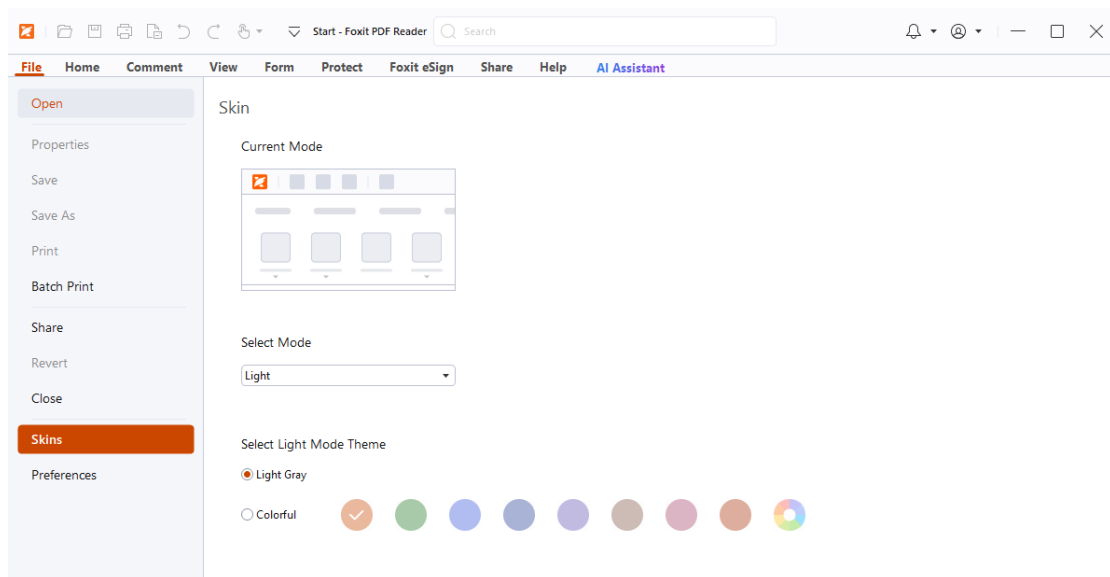 Start - Foxit PDF Reader
Search
File Home Comment View Form Protect Foxit eSign Share Help AI Assistant
Open
Properties
Save
Save As
Print
Batch Print
Share
Revert
Close
Skins
Preferences
Skin
Current Mode
Select Mode
Light
Select Light Mode Theme
Light Gray
Colorful